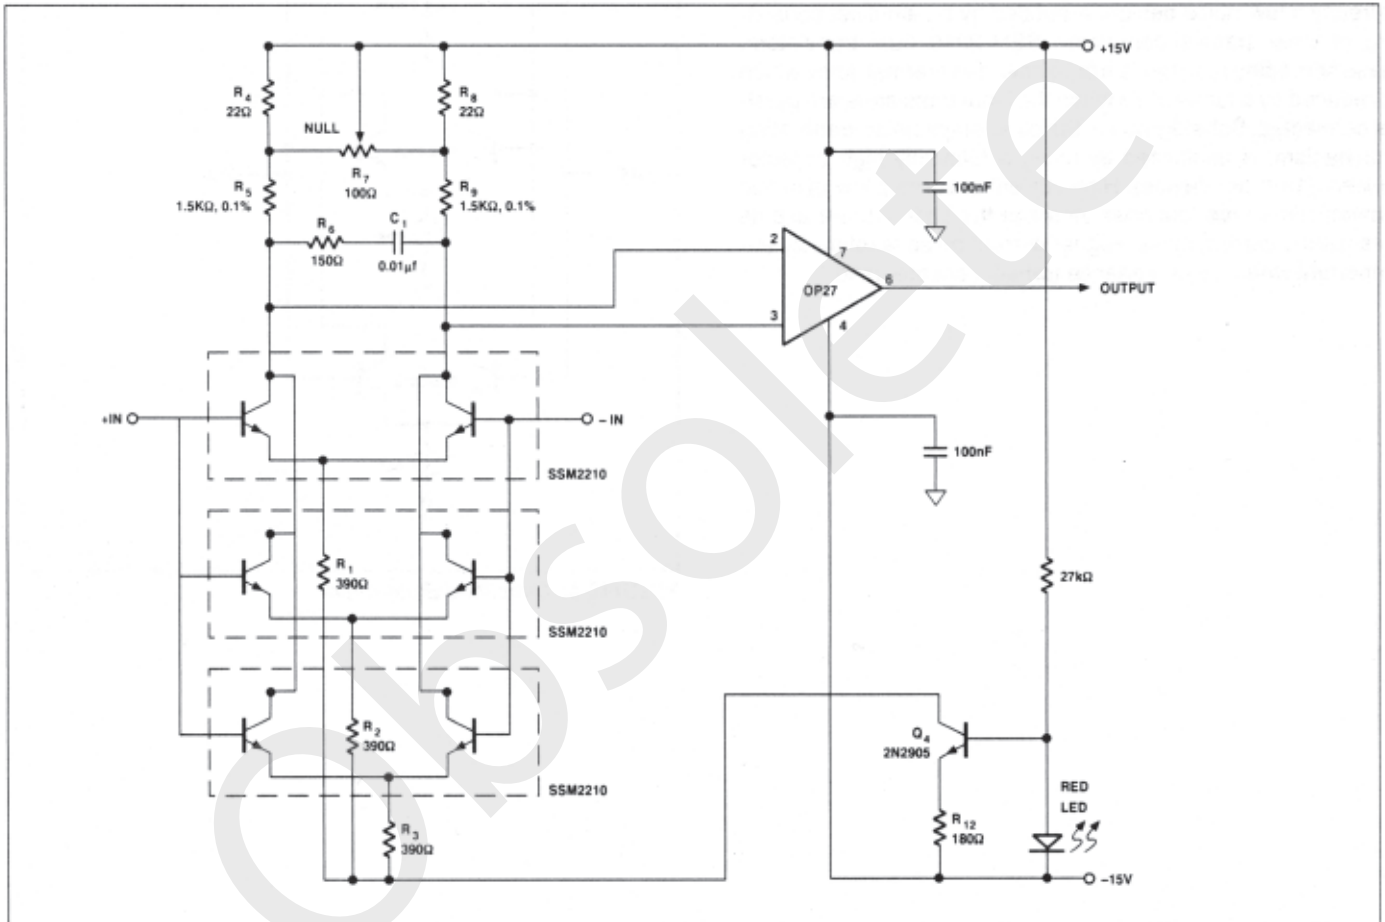 +15V
R4
22Ω
R8
22Ω
NULL
R7
100Ω
R5
1.5KΩ, 0.1%
R9
1.5KΩ, 0.1%
R6
150Ω
C1
0.01μf
100nF
2
3
7
4
6
OP27
OUTPUT
+IN
– IN
SSM2210
100nF
R1
390Ω
SSM2210
27kΩ
R2
390Ω
SSM2210
Q4
2N2905
R3
390Ω
R12
180Ω
RED
LED
–15V
Obsolete